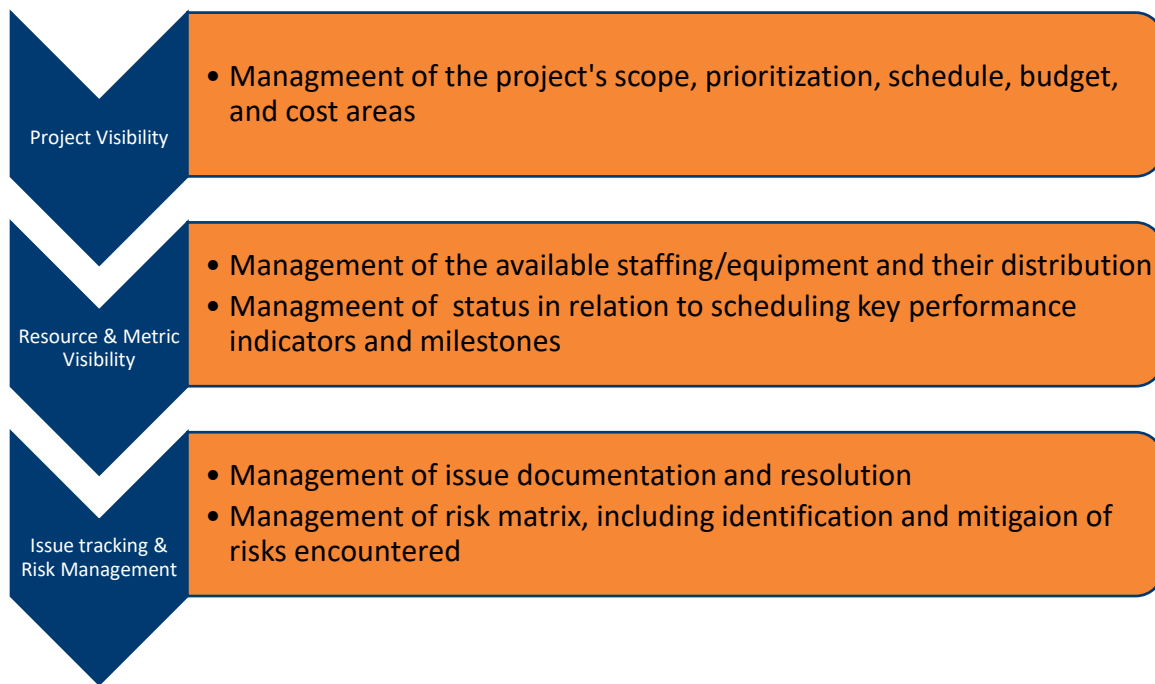 Project Visibility
• Managmeent of the project's scope, prioritization, schedule, budget,
and cost areas
Resource & Metric
Visibility
• Management of the available staffing/equipment and their distribution
• Managmeent of  status in relation to scheduling key performance
indicators and milestones
Issue tracking &
Risk Management
• Management of issue documentation and resolution
• Management of risk matrix, including identification and mitigaion of
risks encountered